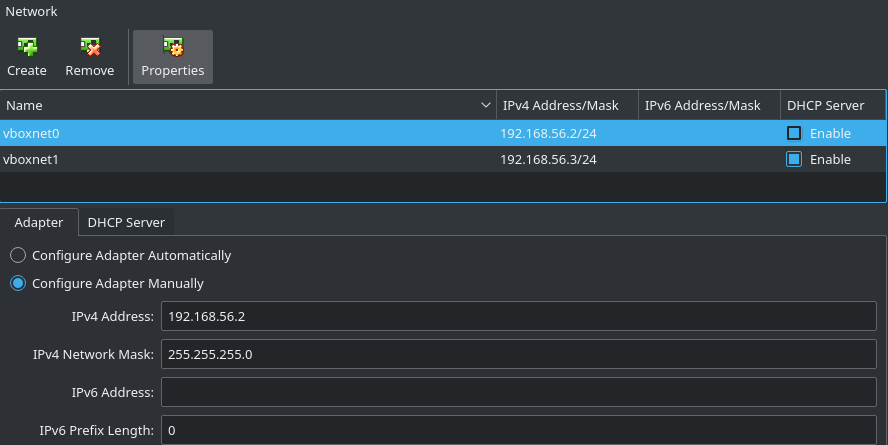 Network
Create Remove Properties
Name IPv4 Address/Mask IPv6 Address/Mask DHCP Server
vboxnet0 192.168.56.2/24 Enable
vboxnet1 192.168.56.3/24 Enable
Adapter DHCP Server
Configure Adapter Automatically
Configure Adapter Manually
IPv4 Address: 192.168.56.2
IPv4 Network Mask: 255.255.255.0
IPv6 Address:
IPv6 Prefix Length: 0